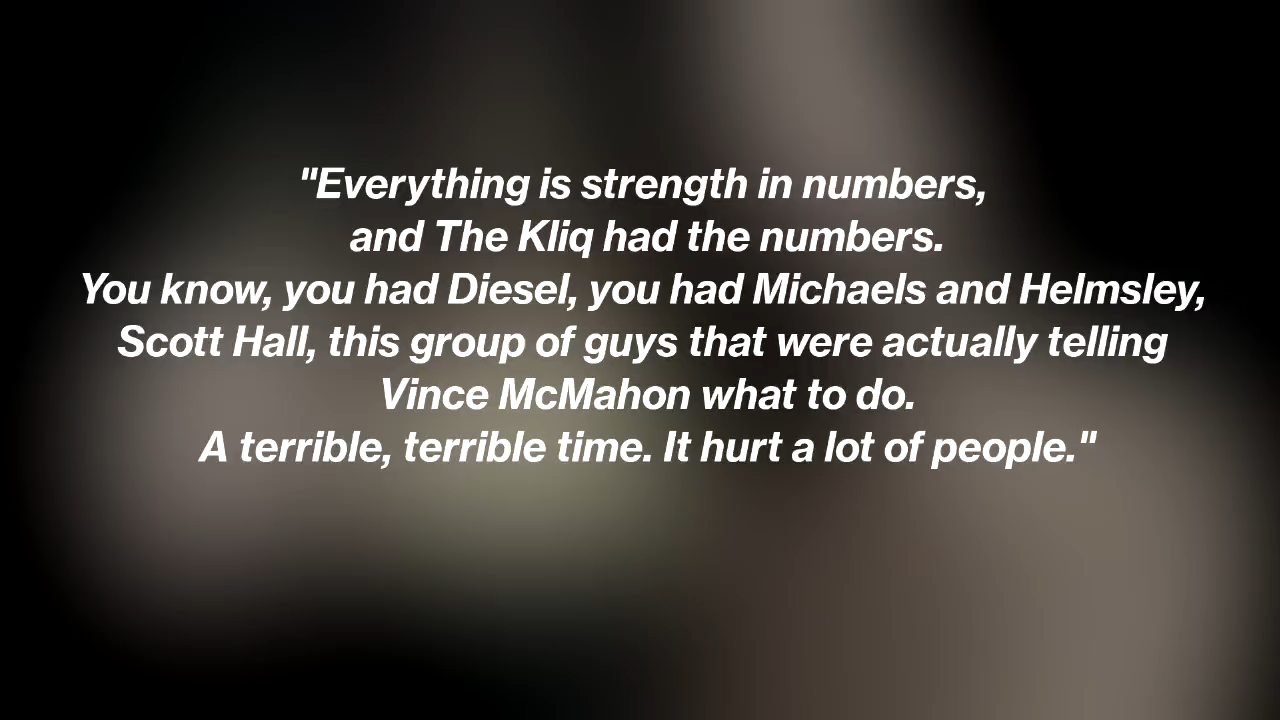 "Everything is strength in numbers,
and The Kliq had the numbers.
You know, you had Diesel, you had Michaels and Helmsley,
Scott Hall, this group of guys that were actually telling
Vince McMahon what to do.
A terrible, terrible time. It hurt a lot of people."